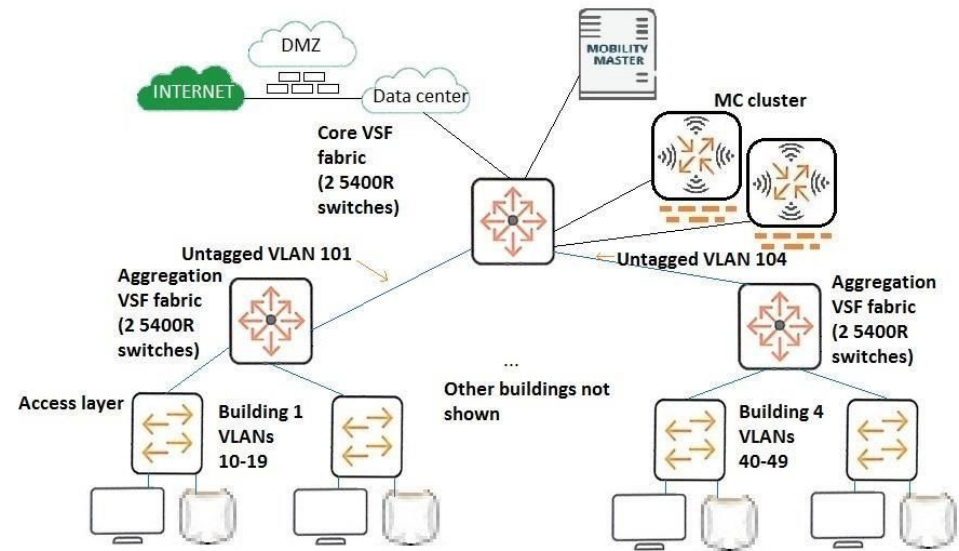 DMZ
INTERNET
Data center
MOBILITY
MASTER
MC cluster
Core VSF
fabric
(2 5400R
switches)
Untagged VLAN 101
Untagged VLAN 104
Aggregation
VSF fabric
(2 5400R
switches)
Aggregation
VSF fabric
(2 5400R
switches)
...
Other buildings not
shown
Access layer
Building 1
VLANs
10-19
Building 4
VLANs
40-49